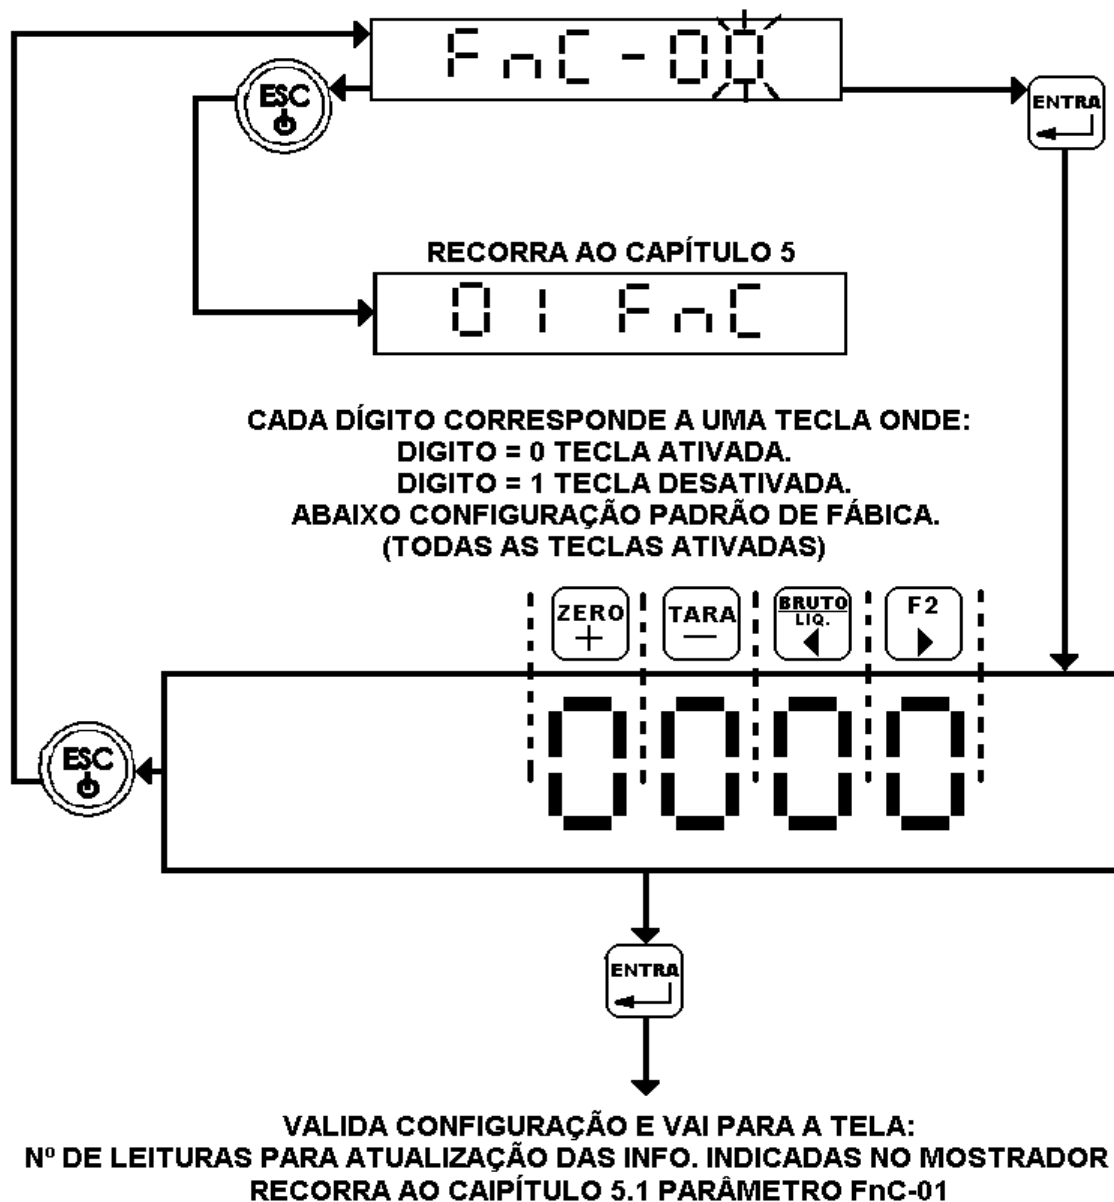 FnC-00
ESC
ENTRA
RECORRA AO CAPÍTULO 5
01 FnC
CADA DÍGITO CORRESPONDE A UMA TECLA ONDE:
DIGITO = 0 TECLA ATIVADA.
DIGITO = 1 TECLA DESATIVADA.
ABAIXO CONFIGURAÇÃO PADRÃO DE FÁBICA.
(TODAS AS TECLAS ATIVADAS)
ZERO + TARA — BRUTO/LIQ. ◀ F2 ▶
0000
ESC
ENTRA
VALIDA CONFIGURAÇÃO E VAI PARA A TELA:
Nº DE LEITURAS PARA ATUALIZAÇÃO DAS INFO. INDICADAS NO MOSTRADOR
RECORRA AO CAIPÍTULO 5.1 PARÂMETRO FnC-01